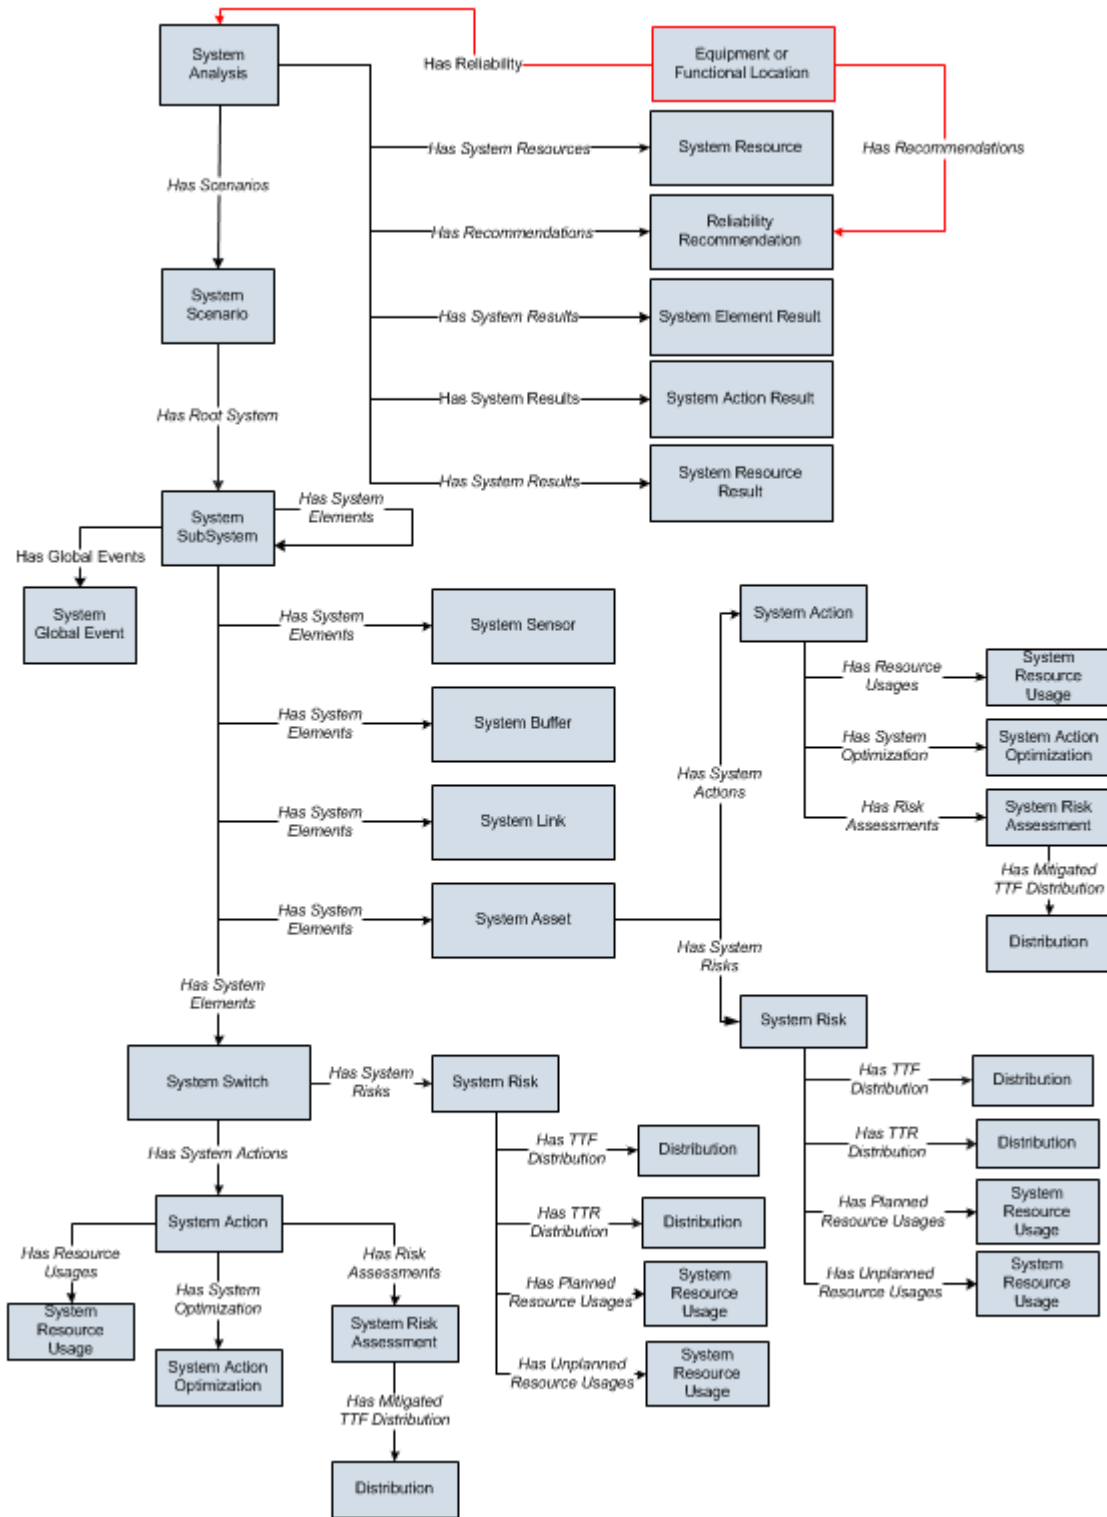 System
Analysis
Has Reliability
Equipment or
Functional Location
Has System Resources
System Resource
Has Recommendations
Has Scenarios
Has Recommendations
Reliability
Recommendation
System
Scenario
Has System Results
System Element Result
Has Root System
Has System Results
System Action Result
Has System Results
System Resource
Result
System
SubSystem
Has System
Elements
Has Global Events
System
Global Event
Has System
Elements
System Sensor
Has System
Elements
System Buffer
Has System
Elements
System Link
Has System
Elements
System Asset
Has System
Actions
System Action
Has Resource
Usages
System
Resource
Usage
Has System
Optimization
System Action
Optimization
Has Risk
Assessments
System Risk
Assessment
Has Mitigated
TTF Distribution
Distribution
Has System
Risks
System Risk
Has TTF
Distribution
Distribution
Has TTR
Distribution
Distribution
Has Planned
Resource Usages
System
Resource
Usage
Has Unplanned
Resource Usages
System
Resource
Usage
Has System
Elements
System Switch
Has System
Risks
System Risk
Has TTF
Distribution
Distribution
Has TTR
Distribution
Distribution
Has Planned
Resource Usages
System
Resource
Usage
Has Unplanned
Resource Usages
System
Resource
Usage
Has System Actions
System Action
Has Resource
Usages
System
Resource
Usage
Has System
Optimization
System Action
Optimization
Has Risk
Assessments
System Risk
Assessment
Has Mitigated
TTF Distribution
Distribution